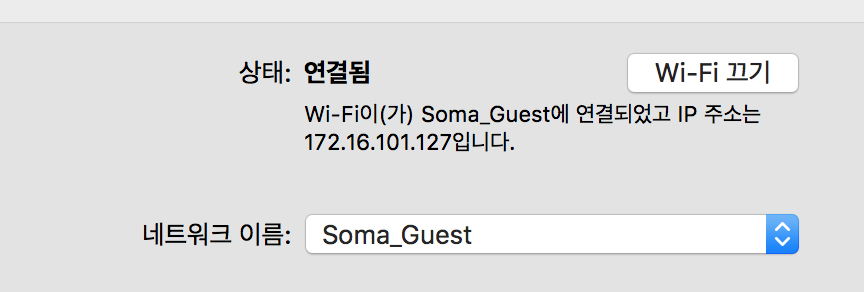 상태: 연결됨 Wi-Fi 끄기
Wi-Fi이(가) Soma_Guest에 연결되었고 IP 주소는
172.16.101.127입니다.
네트워크 이름: Soma_Guest